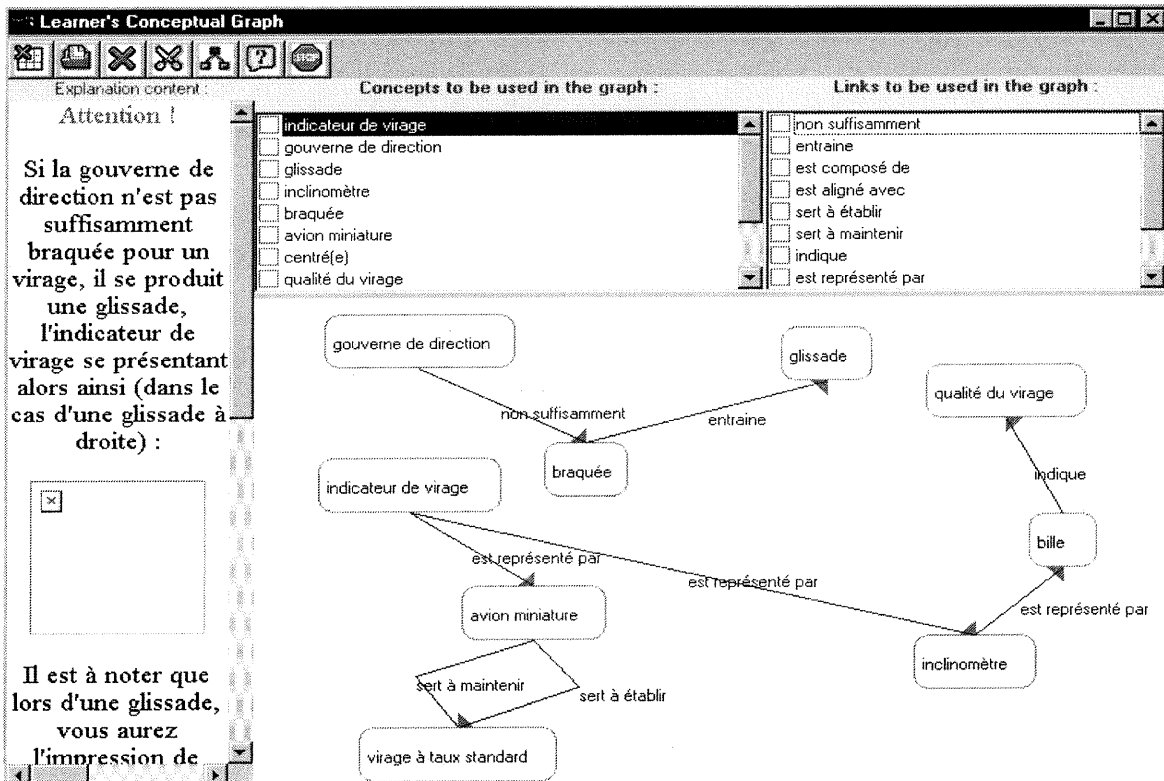 Learner's Conceptual Graph
Explanation content :
Attention !
Si la gouverne de
direction n'est pas
suffisamment
braquée pour un
virage, il se produit
une glissade,
l'indicateur de
virage se présentant
alors ainsi (dans le
cas d'une glissade à
droite) :
Il est à noter que
lors d'une glissade,
vous aurez
l'impression de
Concepts to be used in the graph :
indicateur de virage
gouverne de direction
glissade
inclinomètre
braquée
avion miniature
centré(e)
qualité du virage
Links to be used in the graph :
non suffisamment
entraine
est composé de
est aligné avec
sert à établir
sert à maintenir
indique
est représenté par
gouverne de direction
glissade
qualité du virage
non suffisamment
entraine
braquée
indicateur de virage
indique
bille
est représenté par
est représenté par
est représenté par
avion miniature
inclinomètre
sert à maintenir
sert à établir
virage à taux standard